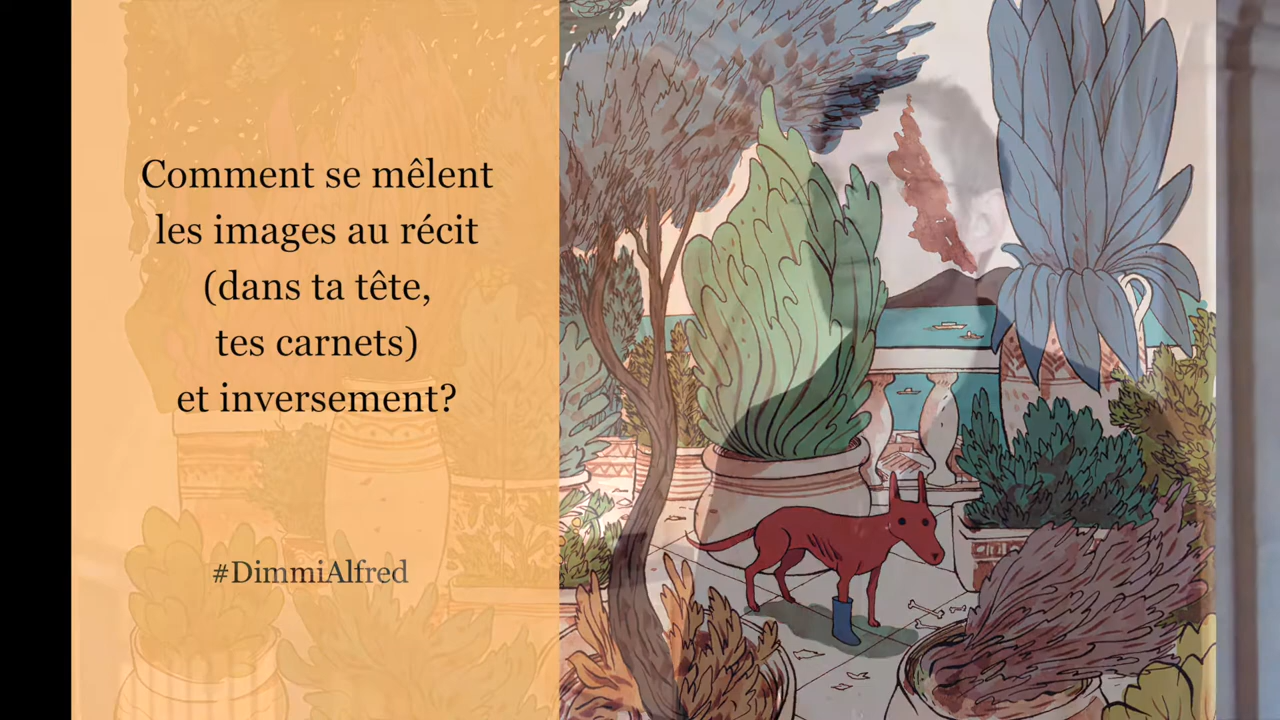 Comment se mêlent
les images au récit
(dans ta tête,
tes carnets)
et inversement?
#DimmiAlfred